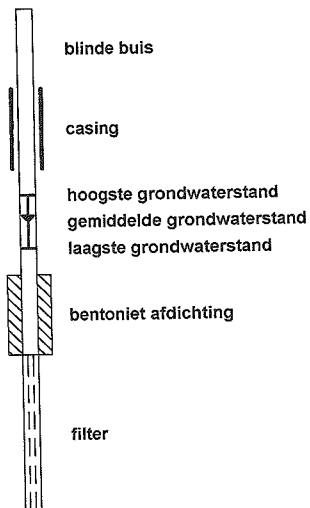 blinde buis
casing
hoogste grondwaterstand
gemiddelde grondwaterstand
laagste grondwaterstand
bentoniet afdichting
filter